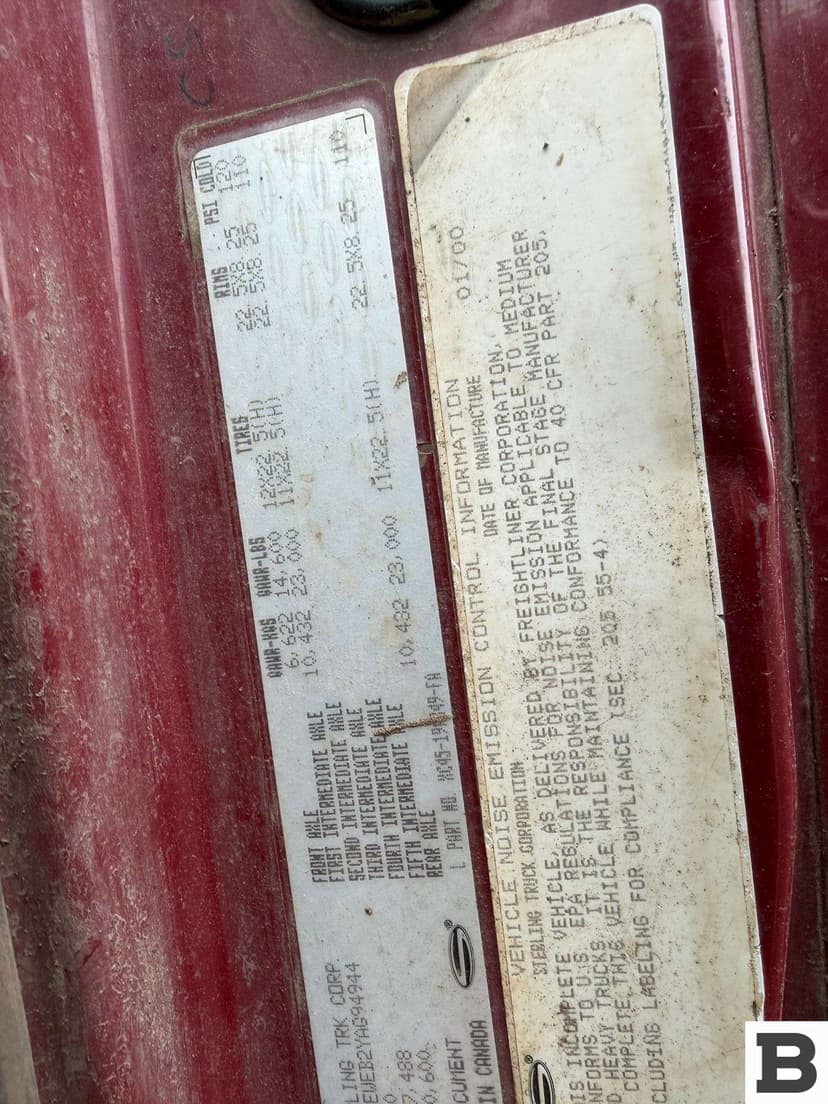 CS
GAWR-KGS GAWR-LBS TIRES RIMS PSI COLD
FRONT AXLE 6,622 14,600 12X22.5(H) 22.5X8.25 120
FIRST INTERMEDIATE AXLE 10,432 23,000 11X22.5(H) 22.5X8.25 110
SECOND INTERMEDIATE AXLE
THIRD INTERMEDIATE AXLE
FOURTH INTERMEDIATE AXLE
FIFTH INTERMEDIATE AXLE
REAR AXLE 10,432 23,000 11X22.5(H) 22.5X8.25 110
L PART NO.
LING TRK CORP
EWEB2YAG94944
0
7,488
0,600
CUMENT
IN CANADA
S
VEHICLE NOISE EMISSION CONTROL INFORMATION
STERLING TRUCK CORPORATION DATE OF MANUFACTURE 01/00
IS INCOMPLETE VEHICLE, AS DELIVERED BY FREIGHTLINER CORPORATION,
NFORMS TO U.S. EPA REGULATIONS FOR NOISE EMISSION APPLICABLE TO MEDIUM
D HEAVY TRUCKS. IT IS THE RESPONSIBILITY OF THE FINAL STAGE MANUFACTURER
COMPLETE THIS VEHICLE WHILE MAINTAINING CONFORMANCE TO 40 CFR PART 205,
CLUDING LABELING FOR COMPLIANCE (SEC. 205 55-4)
B